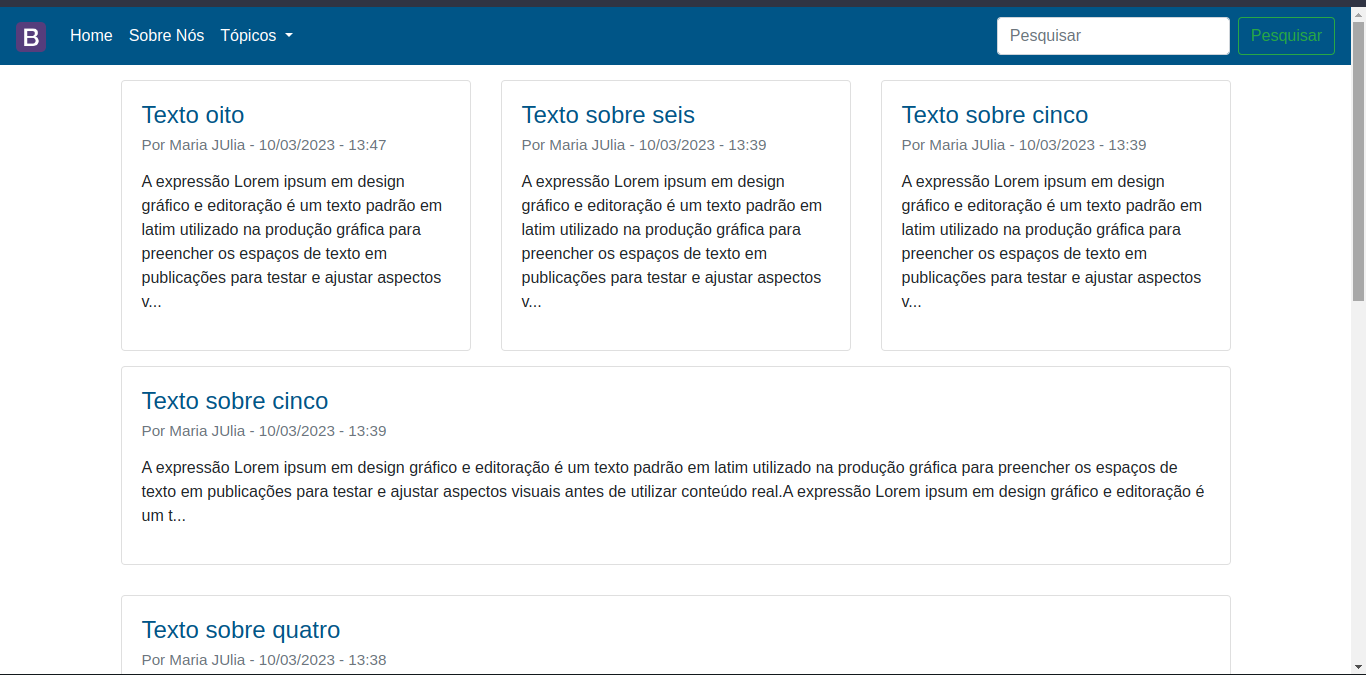 B
Home Sobre Nós Tópicos
Pesquisar
Pesquisar
Texto oito
Por Maria JUlia - 10/03/2023 - 13:47
A expressão Lorem ipsum em design
gráfico e editoração é um texto padrão em
latim utilizado na produção gráfica para
preencher os espaços de texto em
publicações para testar e ajustar aspectos
v...
Texto sobre seis
Por Maria JUlia - 10/03/2023 - 13:39
A expressão Lorem ipsum em design
gráfico e editoração é um texto padrão em
latim utilizado na produção gráfica para
preencher os espaços de texto em
publicações para testar e ajustar aspectos
v...
Texto sobre cinco
Por Maria JUlia - 10/03/2023 - 13:39
A expressão Lorem ipsum em design
gráfico e editoração é um texto padrão em
latim utilizado na produção gráfica para
preencher os espaços de texto em
publicações para testar e ajustar aspectos
v...
Texto sobre cinco
Por Maria JUlia - 10/03/2023 - 13:39
A expressão Lorem ipsum em design gráfico e editoração é um texto padrão em latim utilizado na produção gráfica para preencher os espaços de
texto em publicações para testar e ajustar aspectos visuais antes de utilizar conteúdo real.A expressão Lorem ipsum em design gráfico e editoração é
um t...
Texto sobre quatro
Por Maria JUlia - 10/03/2023 - 13:38